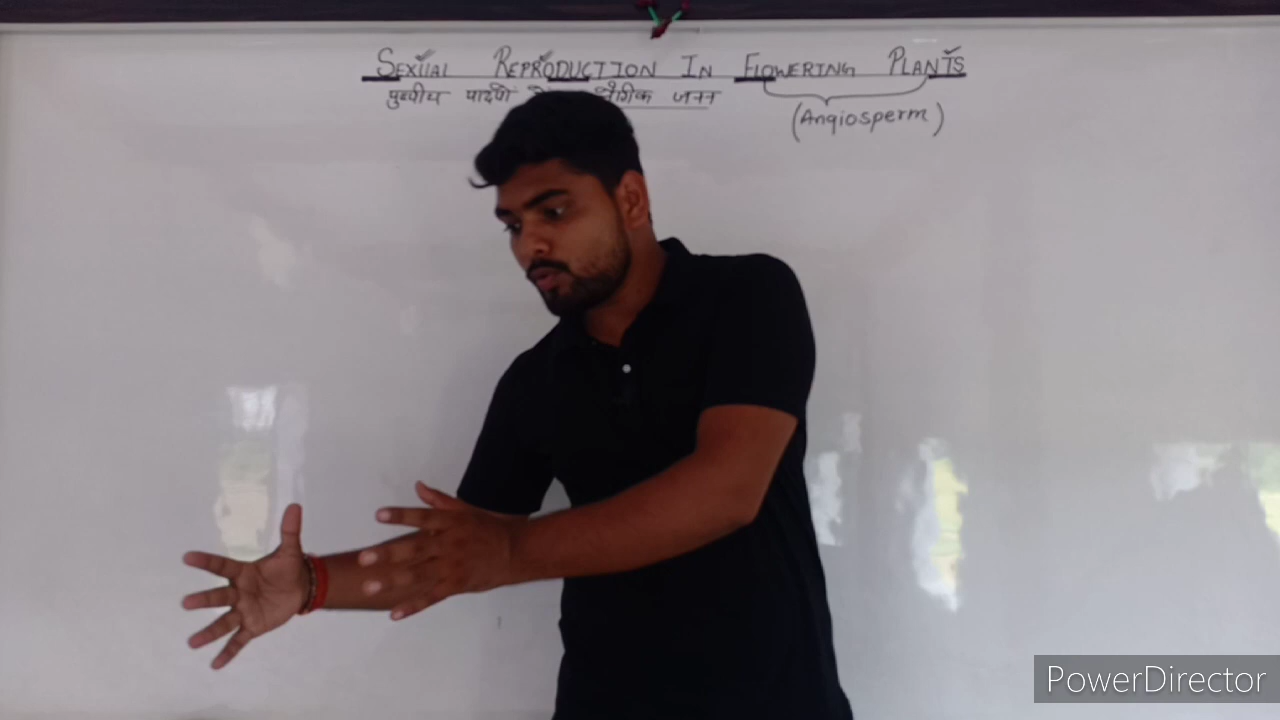 SEXUAL REPRODUCTION IN FLOWERING PLANTS
पुष्पीय पादपों लैंगिक जनन
(Angiosperm)
PowerDirector